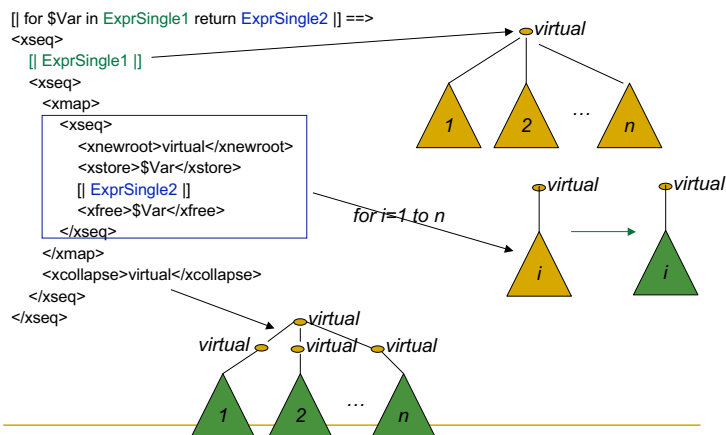 [| for $Var in ExprSingle1 return ExprSingle2 |] ==>
<xseq>
[| ExprSingle1 |]
<xseq>
<xmap>
<xseq>
<xnewroot>virtual</xnewroot>
<xstore>$Var</xstore>
[| ExprSingle2 |]
<xfree>$Var</xfree>
</xseq>
</xmap>
<xcollapse>virtual</xcollapse>
</xseq>
</xseq>
virtual
1 2 … n
for i=1 to n
virtual virtual
i i
virtual
virtual virtual virtual
1 2 … n